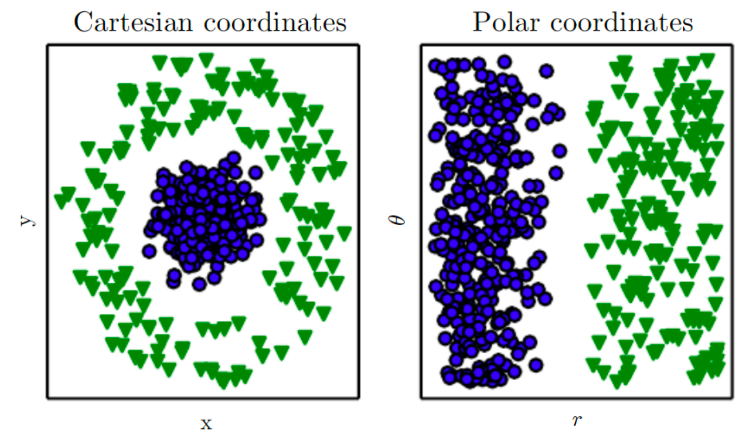 Cartesian coordinates
Polar coordinates
y
θ
x
r